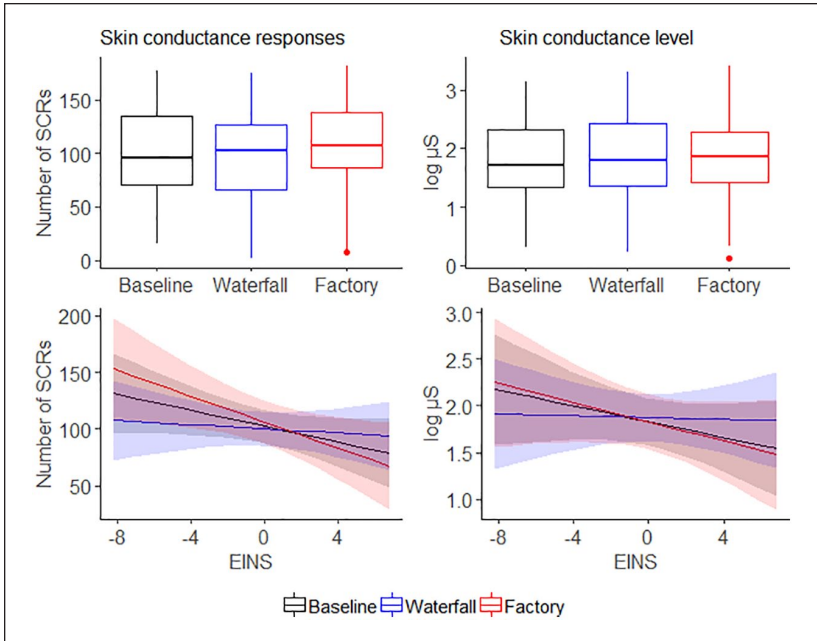 Skin conductance responses
Skin conductance level
Number of SCRs
150
100
50
0
Baseline Waterfall Factory
log µS
3
2
1
0
Baseline Waterfall Factory
Number of SCRs
200
150
100
50
-8 -4 0 4
EINS
log µS
3.0
2.5
2.0
1.5
1.0
-8 -4 0 4
EINS
Baseline Waterfall Factory